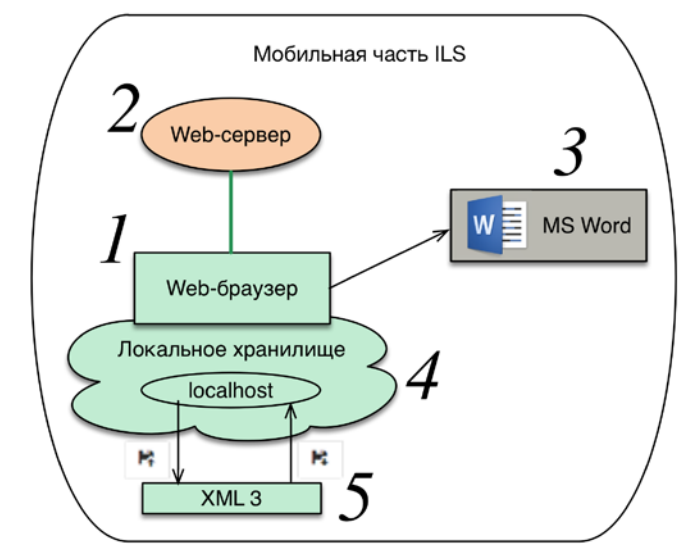 Мобильная часть ILS
2
Web-сервер
3
W
MS Word
1
Web-браузер
Локальное хранилище
4
localhost
XML 3
5